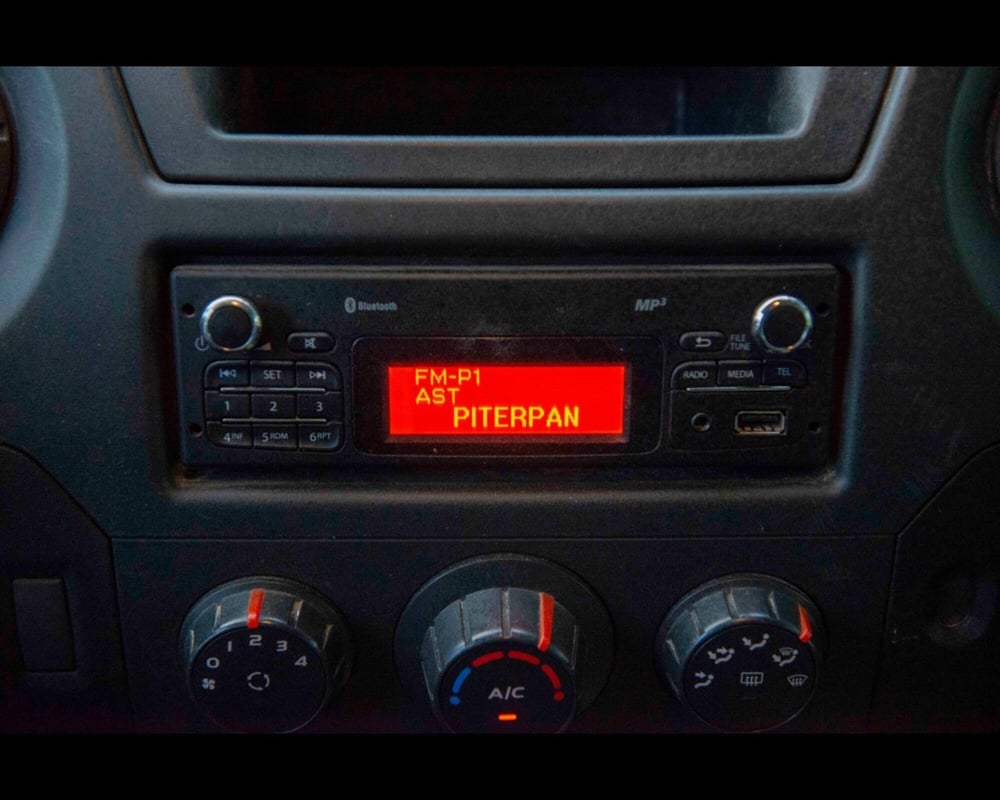 Bluetooth
MP3
FILE
TUNE
SET
RADIO
MEDIA
TEL
FM-P1
AST
PITERPAN
1
2
3
4INF
5RDM
6RPT
0
1
2
3
4
A/C